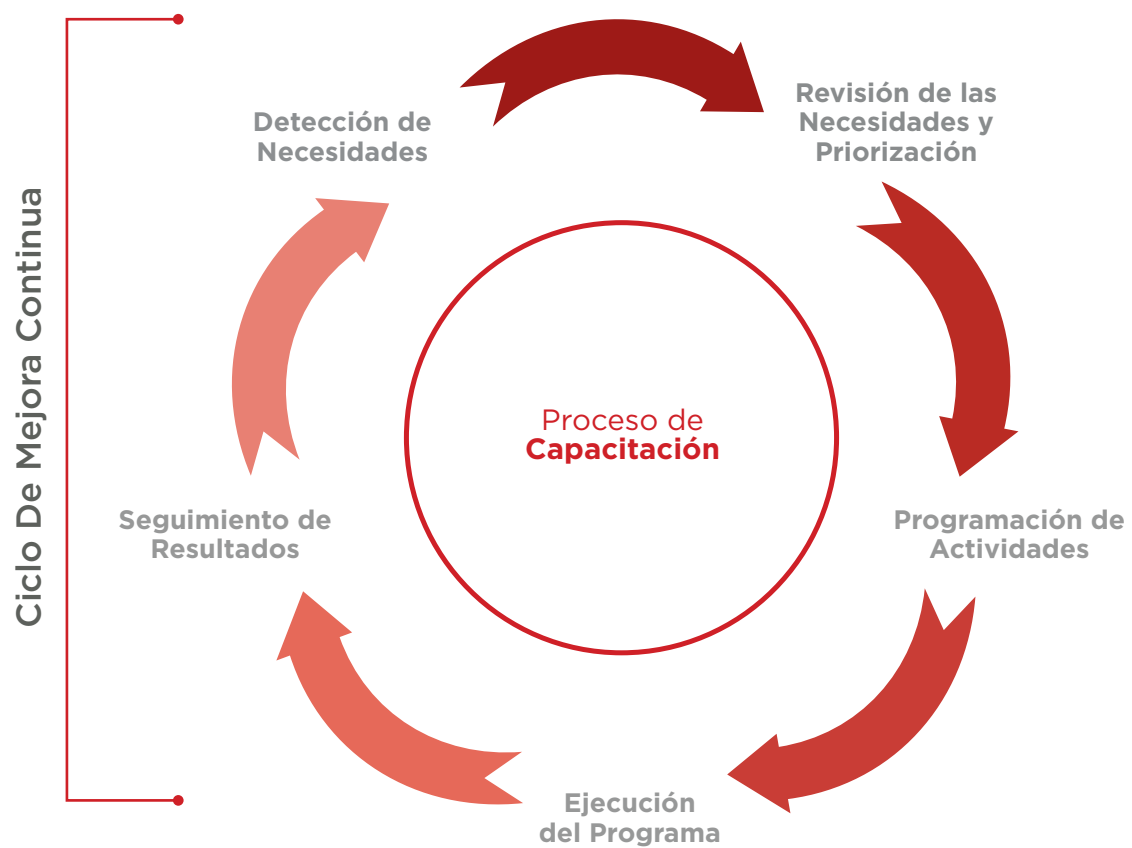 Ciclo De Mejora Continua
Detección de
Necesidades
Revisión de las
Necesidades y
Priorización
Proceso de
Capacitación
Programación de
Actividades
Ejecución
del Programa
Seguimiento de
Resultados